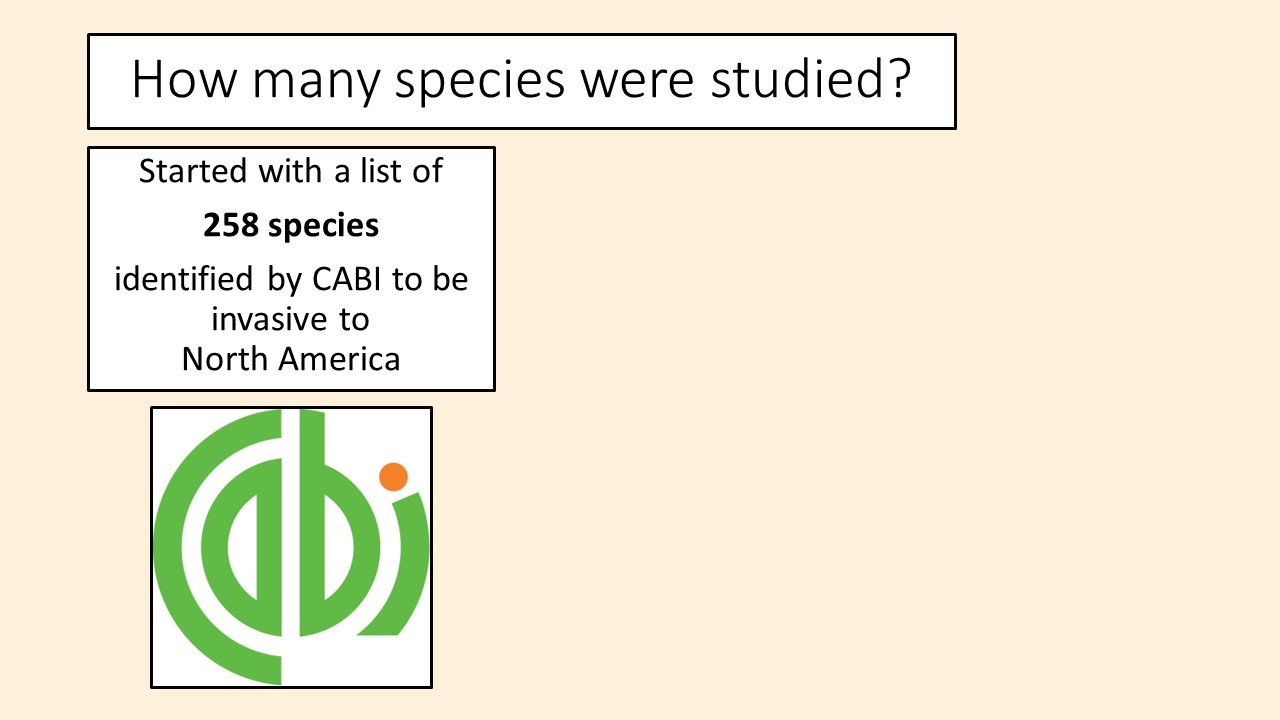 How many species were studied?
Started with a list of
258 species
identified by CABI to be
invasive to
North America
cabi